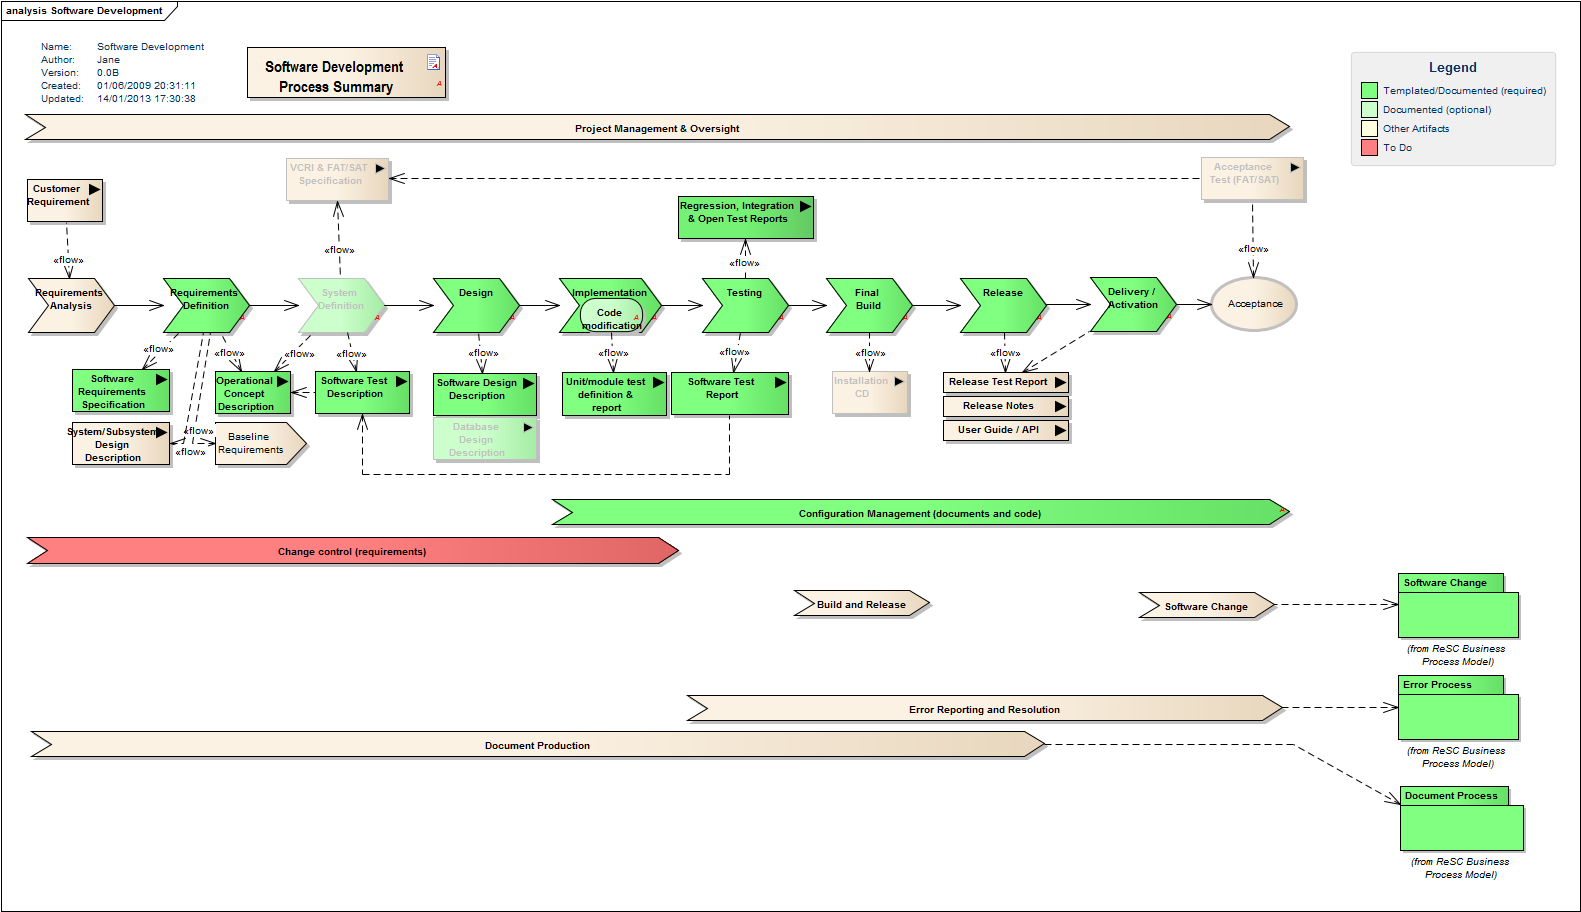 analysis Software Development
Name: Software Development
Author: Jane
Version: 0.0B
Created: 01/06/2009 20:31:11
Updated: 14/01/2013 17:30:38
Software Development
Process Summary
A
Legend
Templated/Documented (required)
Documented (optional)
Other Artifacts
To Do
Project Management & Oversight
Customer
Requirement
VCRI & FAT/SAT
Specification
Acceptance
Test (FAT/SAT)
Regression, Integration
& Open Test Reports
«flow»
«flow»
«flow»
«flow»
Requirements
Analysis
Requirements
Definition
A
System
Definition
A
Design
A
Implementation
Code
modification
A
A
Testing
A
Final
Build
A
Release
A
Delivery /
Activation
A
Acceptance
«flow»
«flow»
«flow»
«flow»
«flow»
«flow»
«flow»
«flow»
«flow»
Software
Requirements
Specification
Operational
Concept
Description
Software Test
Description
Software Design
Description
Unit/module test
definition &
report
Software Test
Report
Installation
CD
Release Test Report
Release Notes
User Guide / API
System/Subsystem
Design
Description
«flow»
«flow»
Baseline
Requirements
Database
Design
Description
Configuration Management (documents and code)
A
Change control (requirements)
Build and Release
Software Change
Software Change
(from ReSC Business
Process Model)
Error Reporting and Resolution
Error Process
(from ReSC Business
Process Model)
Document Production
Document Process
(from ReSC Business
Process Model)